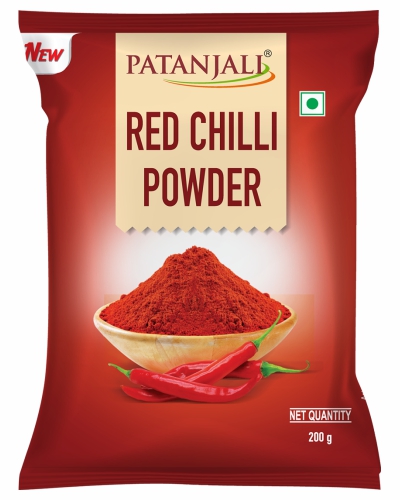 NEW
PATANJALI®
RED CHILLI
POWDER
NET QUANTITY
200 g